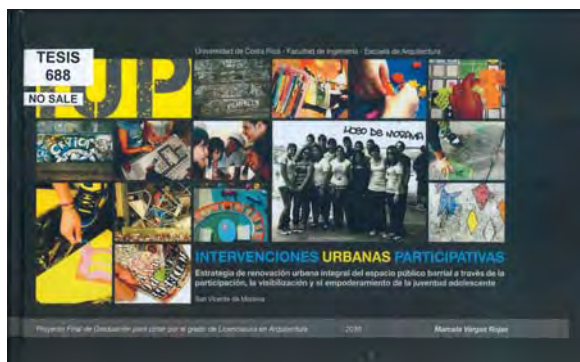 Universidad de Costa Rica - Facultad de Ingeniería - Escuela de Arquitectura
TESIS
688
NO SALE
IUP
LICEO DE MORAVIA
INTERVENCIONES URBANAS PARTICIPATIVAS
Estrategia de renovación urbana integral del espacio público barrial a través de la
participación, la visibilización y el empoderamiento de la juventud adolescente
San Vicente de Moravia
Proyecto Final de Graduación para optar por el grado de Licenciatura en Arquitectura
Marcela Vargas Rojas